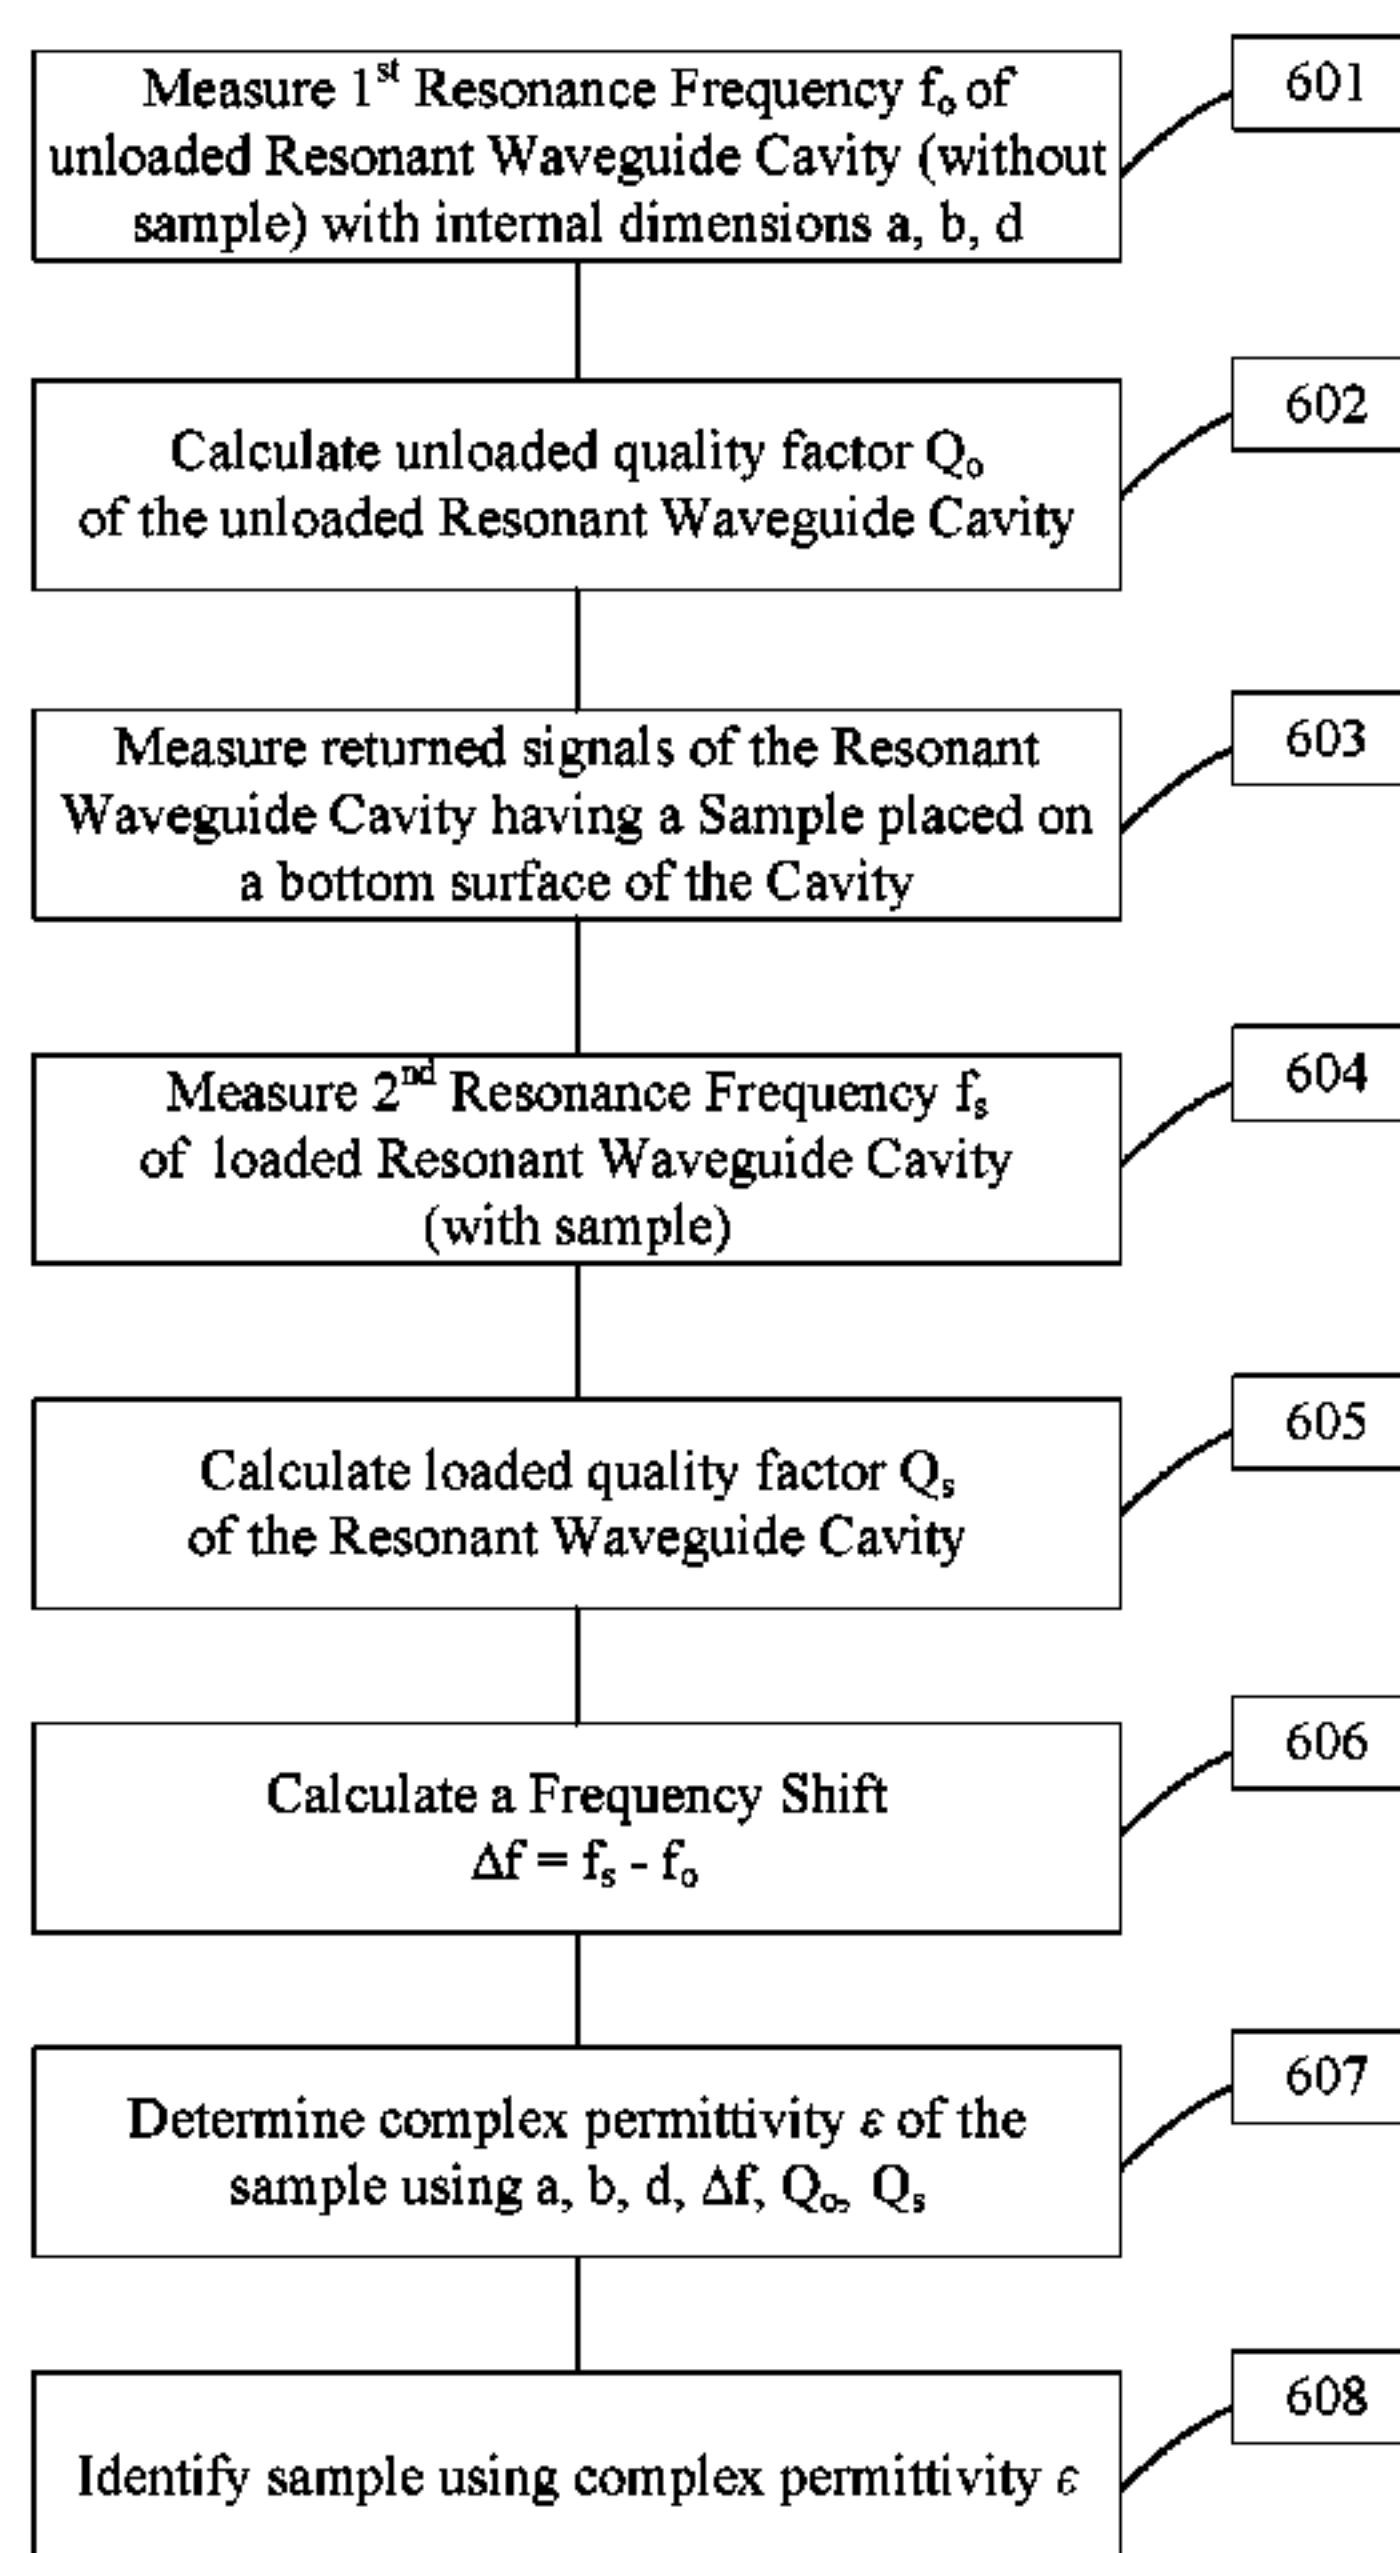 Measure 1st Resonance Frequency fo of
unloaded Resonant Waveguide Cavity (without
sample) with internal dimensions a, b, d
601
Calculate unloaded quality factor Qo
of the unloaded Resonant Waveguide Cavity
602
Measure returned signals of the Resonant
Waveguide Cavity having a Sample placed on
a bottom surface of the Cavity
603
Measure 2nd Resonance Frequency fs
of loaded Resonant Waveguide Cavity
(with sample)
604
Calculate loaded quality factor Qs
of the Resonant Waveguide Cavity
605
Calculate a Frequency Shift
Δf = fs - fo
606
Determine complex permittivity ε of the
sample using a, b, d, Δf, Qo, Qs
607
Identify sample using complex permittivity ε
608